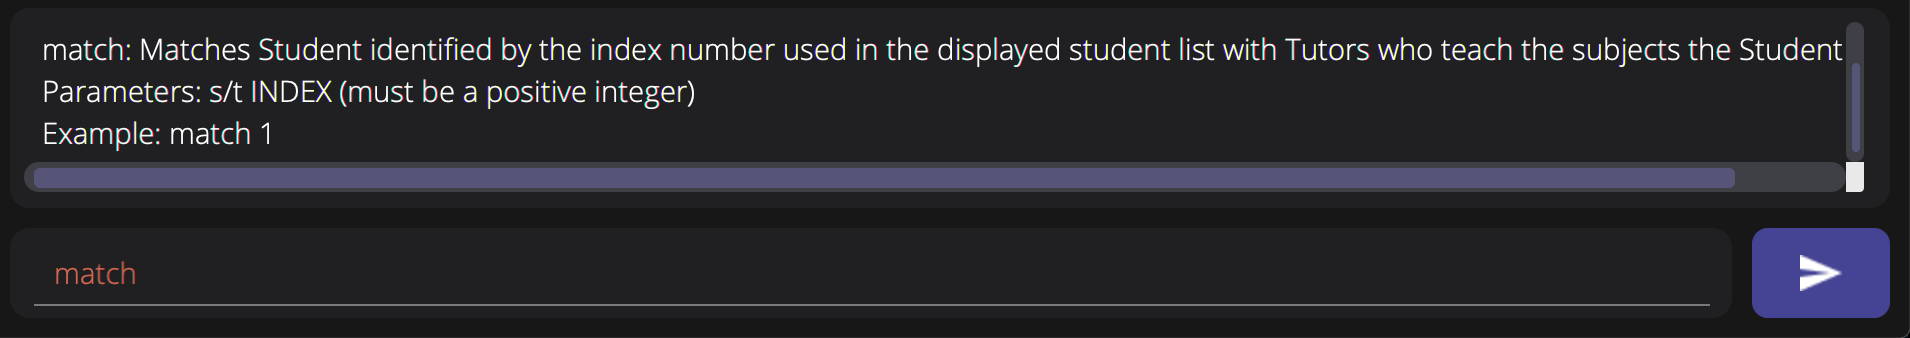 match: Matches Student identified by the index number used in the displayed student list with Tutors who teach the subjects the Student
Parameters: s/t INDEX (must be a positive integer)
Example: match 1
match